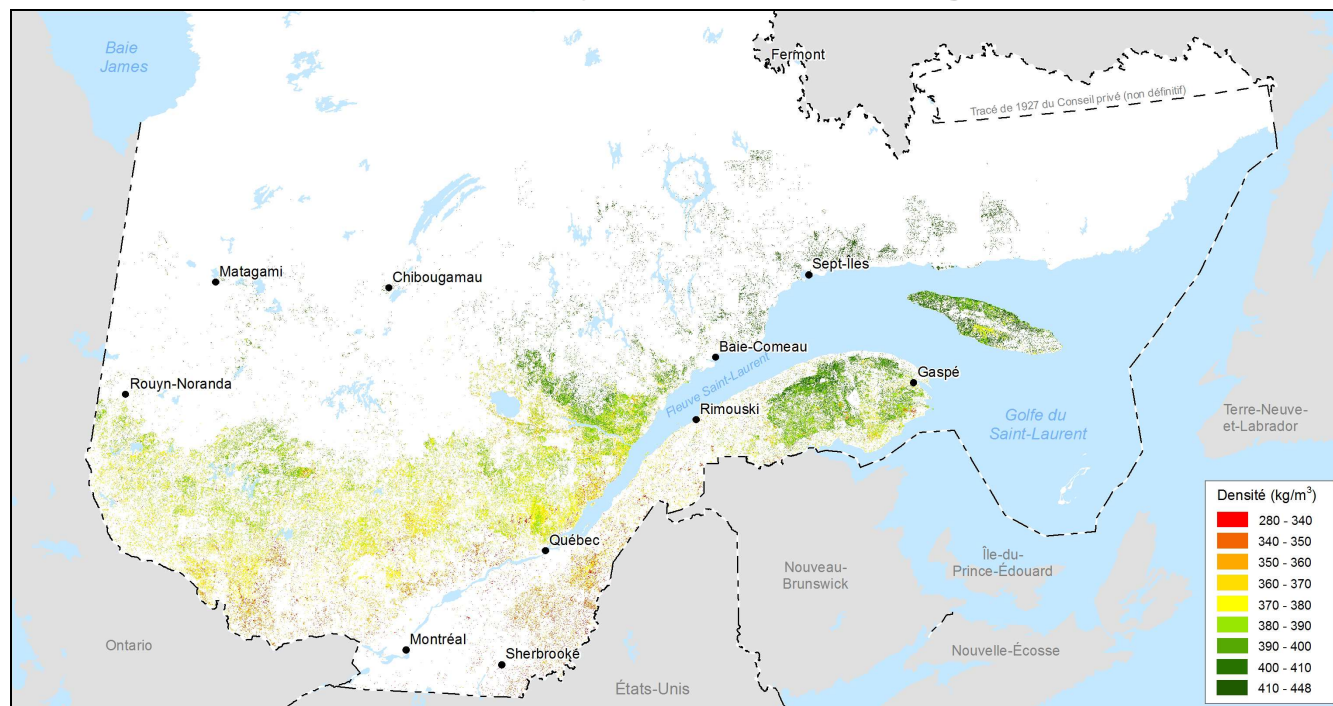 Baie
James
Fermont
Tracé de 1927 du Conseil privé (non définitif)
Matagami
Chibougamau
Sept-Iles
Baie-Comeau
Fleuve Saint-Laurent
Rouyn-Noranda
Rimouski
Gaspé
Golfe du
Saint-Laurent
Terre-Neuve-
et-Labrador
Québec
Nouveau-
Brunswick
Île-du-
Prince-Édouard
Ontario
Montréal
Sherbrooke
États-Unis
Nouvelle-Écosse
Densité (kg/m³)
280 - 340
340 - 350
350 - 360
360 - 370
370 - 380
380 - 390
390 - 400
400 - 410
410 - 448